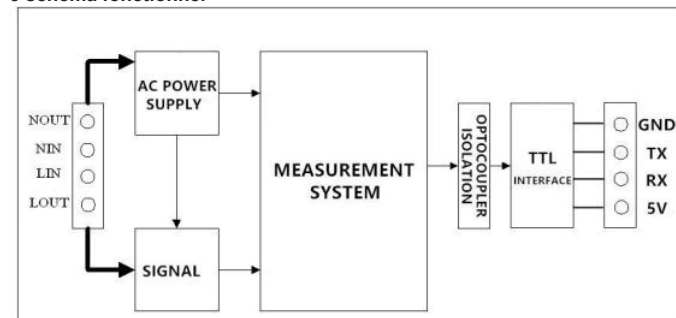 NOUT
NIN
LIN
LOUT
AC POWER
SUPPLY
SIGNAL
MEASUREMENT
SYSTEM
OPTOCOUPLER
ISOLATION
TTL
INTERFACE
GND
TX
RX
5V